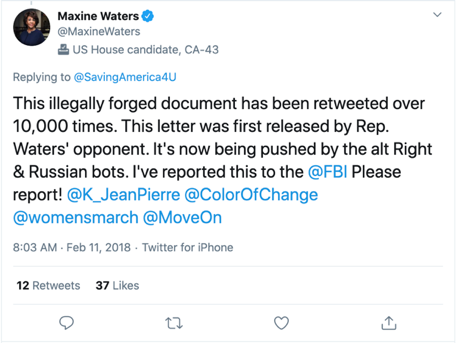 Maxine Waters
@MaxineWaters
US House candidate, CA-43
Replying to @SavingAmerica4U
This illegally forged document has been retweeted over
10,000 times. This letter was first released by Rep.
Waters' opponent. It's now being pushed by the alt Right
& Russian bots. I've reported this to the @FBI Please
report! @K_JeanPierre @ColorOfChange
@womensmarch @MoveOn
8:03 AM · Feb 11, 2018 · Twitter for iPhone
12 Retweets 37 Likes